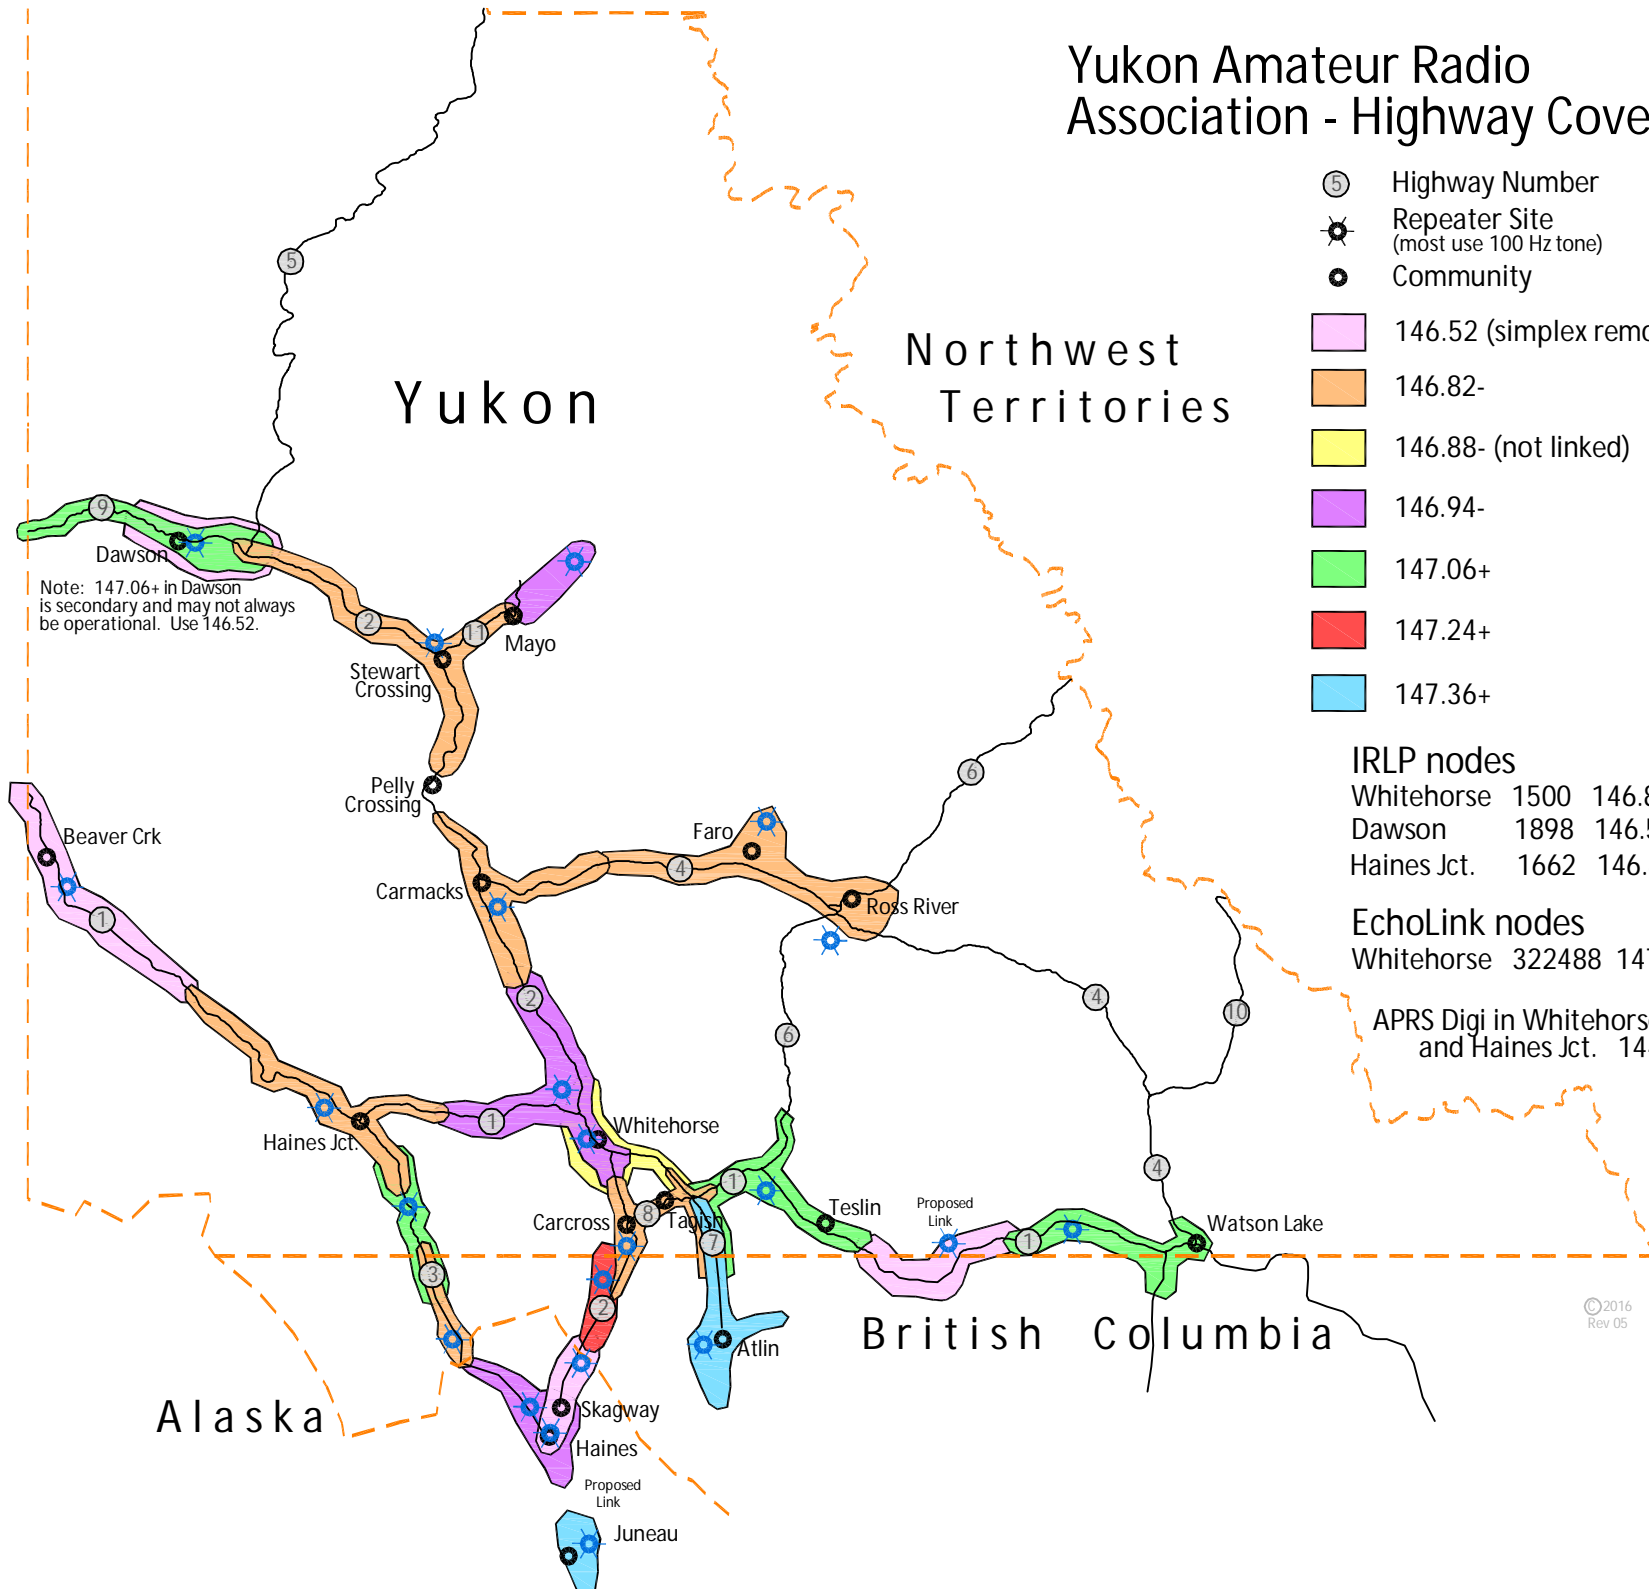 Yukon Amateur Radio
Association - Highway Cove
5 Highway Number
Repeater Site
(most use 100 Hz tone)
Community
146.52 (simplex remo
146.82-
146.88- (not linked)
146.94-
147.06+
147.24+
147.36+
IRLP nodes
Whitehorse 1500 146.8
Dawson 1898 146.5
Haines Jct. 1662 146.
EchoLink nodes
Whitehorse 322488 147
APRS Digi in Whitehorse
and Haines Jct. 14
© 2016
Rev 05
Yukon
Northwest
Territories
British Columbia
Alaska
5
9
Dawson
Note: 147.06+ in Dawson
is secondary and may not always
be operational. Use 146.52.
2
11
Mayo
Stewart
Crossing
Pelly
Crossing
6
Beaver Crk
Faro
4
Carmacks
Ross River
1
2
4
10
6
1
Haines Jct.
Whitehorse
4
1
Teslin
Proposed
Link
Carcross
8
Tagish
7
1
Watson Lake
3
2
Atlin
Skagway
Haines
Proposed
Link
Juneau